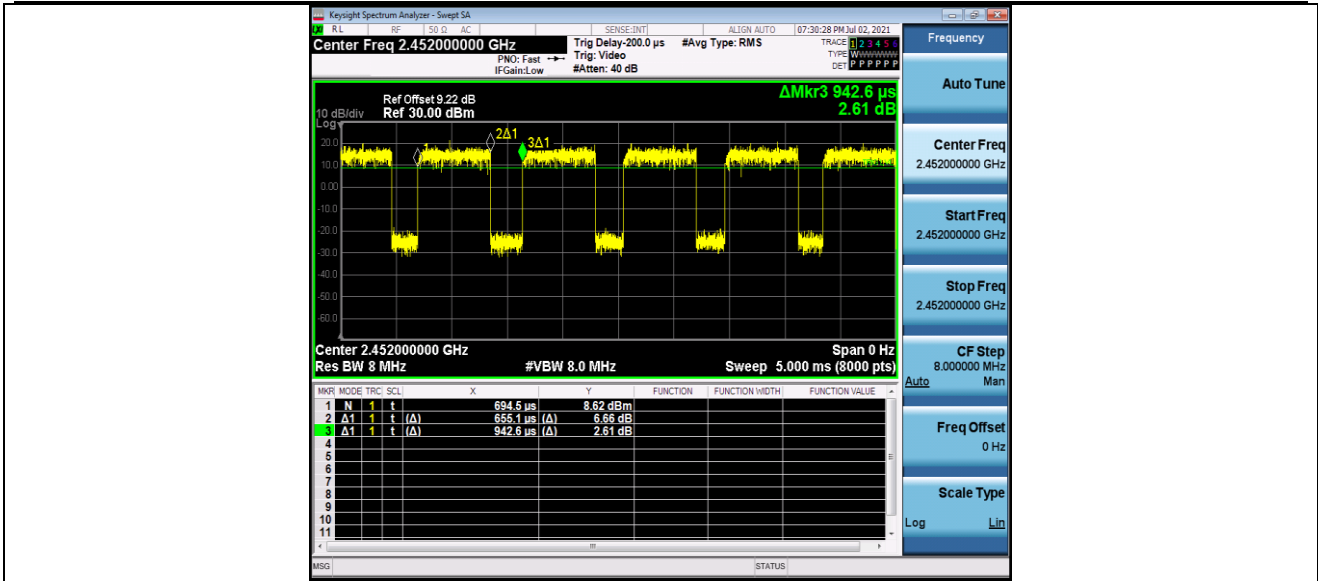 Keysight Spectrum Analyzer - Swept SA
RL RF 50 Ω AC SENSE:INT ALIGN AUTO 07:30:28 PM Jul 02, 2021
Center Freq 2.452000000 GHz
PNO: Fast
IFGain:Low
Trig Delay-200.0 µs
Trig: Video
#Atten: 40 dB
#Avg Type: RMS
TRACE 1 2 3 4 5 6
TYPE WWWWWW
DET P P P P P P
ΔMkr3 942.6 µs
2.61 dB
Ref Offset 9.22 dB
10 dB/div Ref 30.00 dBm
Log
20.0
10.0
0.00
-10.0
-20.0
-30.0
-40.0
-50.0
-60.0
1
2Δ1
3Δ1
Center 2.452000000 GHz Span 0 Hz
Res BW 8 MHz #VBW 8.0 MHz Sweep 5.000 ms (8000 pts)
MKR MODE TRC SCL X Y FUNCTION FUNCTION WIDTH FUNCTION VALUE
1 N 1 t 694.5 µs 8.62 dBm
2 Δ1 1 t (Δ) 655.1 µs (Δ) 6.66 dB
3 Δ1 1 t (Δ) 942.6 µs (Δ) 2.61 dB
4
5
6
7
8
9
10
11
MSG STATUS
Frequency
Auto Tune
Center Freq
2.452000000 GHz
Start Freq
2.452000000 GHz
Stop Freq
2.452000000 GHz
CF Step
8.000000 MHz
Auto Man
Freq Offset
0 Hz
Scale Type
Log Lin